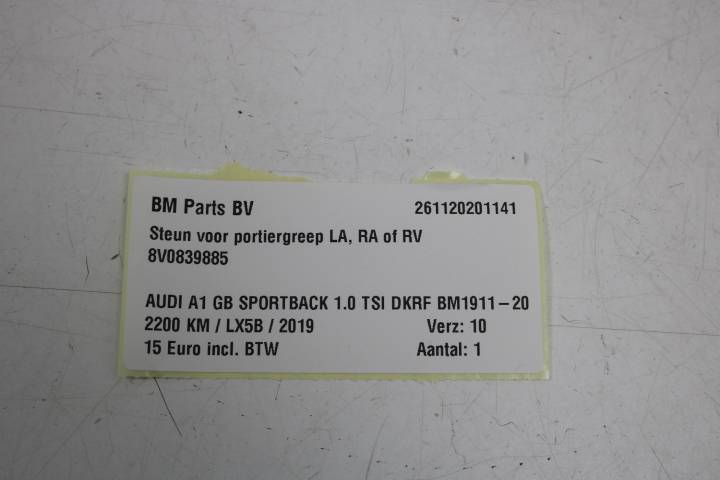 BM Parts BV 261120201141
Steun voor portiergreep LA, RA of RV
8V0839885
AUDI A1 GB SPORTBACK 1.0 TSI DKRF BM1911-20
2200 KM / LX5B / 2019 Verz: 10
15 Euro incl. BTW Aantal: 1